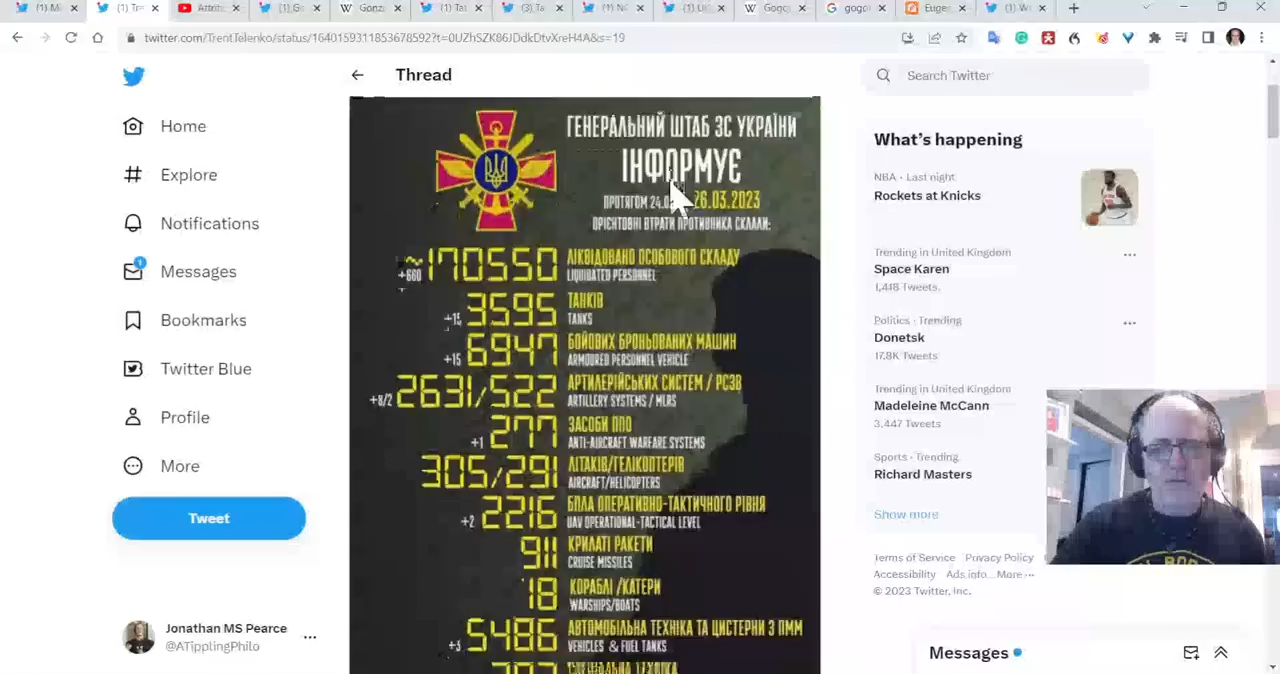 twitter.com/TrentTelenko/status/1640159311853678592?t=0UZhSZK86JDdkDtvXreH4A&s=19
Thread
Search Twitter
Home
Explore
Notifications
1
Messages
Bookmarks
Twitter Blue
Profile
More
Tweet
Jonathan MS Pearce
@ATipplingPhilo
ГЕНЕРАЛЬНИЙ ШТАБ ЗС УКРАЇНИ
ІНФОРМУЄ
ПРОТЯГОМ 26.03.2023
ОРІЄНТОВНІ ВТРАТИ ПРОТИВНИКА СКЛАЛИ:
+660 ~170550 ЛІКВІДОВАНО ОСОБОВОГО СКЛАДУ
LIQUIDATED PERSONNEL
+15 3595 ТАНКІВ
TANKS
+15 6947 БОЙОВИХ БРОНЬОВАНИХ МАШИН
ARMOURED PERSONNEL VEHICLE
+8/2 2631/522 АРТИЛЕРІЙСЬКИХ СИСТЕМ / РСЗВ
ARTILLERY SYSTEMS / MLRS
+1 277 ЗАСОБИ ППО
ANTI-AIRCRAFT WARFARE SYSTEMS
305/291 ЛІТАКІВ/ГЕЛІКОПТЕРІВ
AIRCRAFT/HELICOPTERS
+2 2216 БПЛА ОПЕРАТИВНО-ТАКТИЧНОГО РІВНЯ
UAV OPERATIONAL-TACTICAL LEVEL
911 КРИЛАТІ РАКЕТИ
CRUISE MISSILES
18 КОРАБЛІ /КАТЕРИ
WARSHIPS/BOATS
+3 5486 АВТОМОБІЛЬНА ТЕХНІКА ТА ЦИСТЕРНИ З ПММ
VEHICLES & FUEL TANKS
What's happening
NBA · Last night
Rockets at Knicks
Trending in United Kingdom
Space Karen
1,418 Tweets
Politics · Trending
Donetsk
17.8K Tweets
Trending in United Kingdom
Madeleine McCann
3,447 Tweets
Sports · Trending
Richard Masters
Show more
Terms of Service Privacy Policy
Accessibility Ads info More
© 2023 Twitter, Inc.
Messages